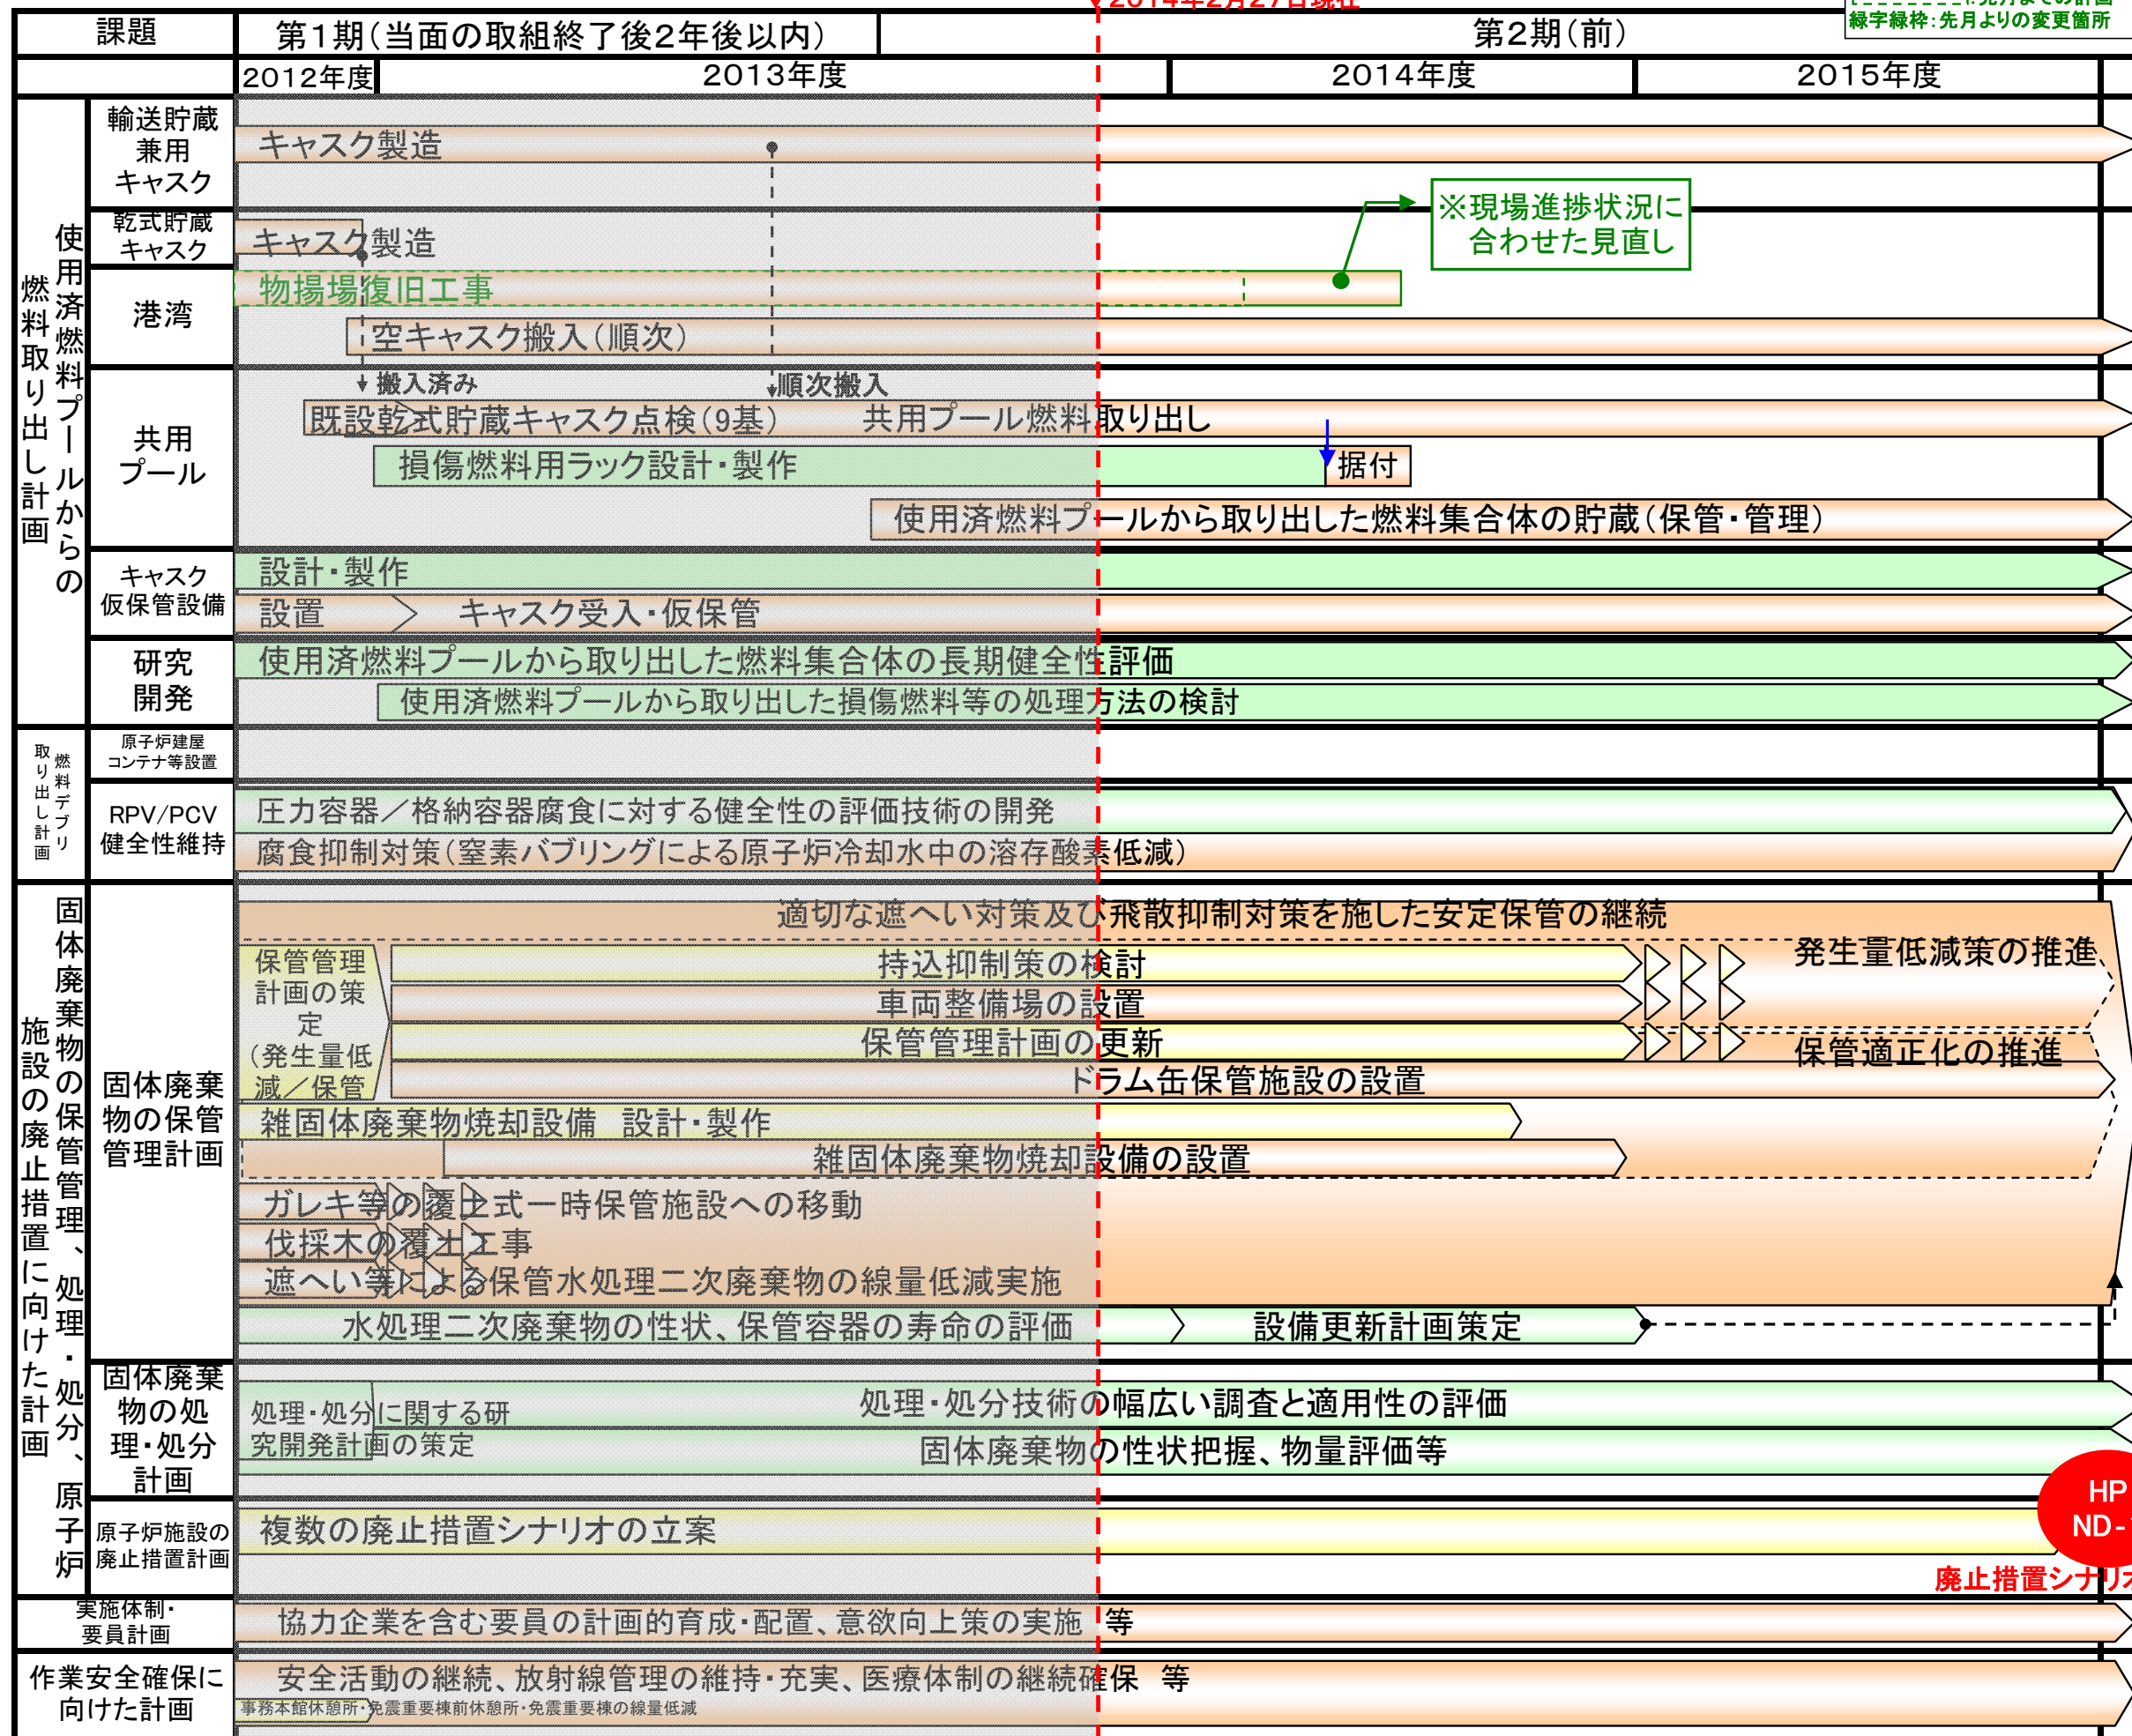 2014年2月27日現在
:先月までの計画
緑字緑枠:先月よりの変更箇所
課題
第1期(当面の取組終了後2年後以内)
第2期(前)
2012年度
2013年度
2014年度
2015年度
使用済燃料プールからの
燃料取り出し計画
輸送貯蔵
兼用
キャスク
キャスク製造
乾式貯蔵
キャスク
キャスク製造
※現場進捗状況に
合わせた見直し
港湾
物揚場復旧工事
空キャスク搬入(順次)
共用
プール
搬入済み
順次搬入
既設乾式貯蔵キャスク点検(9基)
共用プール燃料取り出し
損傷燃料用ラック設計・製作
据付
使用済燃料プールから取り出した燃料集合体の貯蔵(保管・管理)
キャスク
仮保管設備
設計・製作
設置
キャスク受入・仮保管
研究
開発
使用済燃料プールから取り出した燃料集合体の長期健全性評価
使用済燃料プールから取り出した損傷燃料等の処理方法の検討
燃料デブリ
取り出し計画
原子炉建屋
コンテナ等設置
RPV/PCV
健全性維持
圧力容器/格納容器腐食に対する健全性の評価技術の開発
腐食抑制対策(窒素バブリングによる原子炉冷却水中の溶存酸素低減)
固体廃棄物の保管管理、処理・処分、原子炉
施設の廃止措置に向けた計画
固体廃棄
物の保管
管理計画
適切な遮へい対策及び飛散抑制対策を施した安定保管の継続
保管管理
計画の策
定
(発生量低
減/保管
持込抑制策の検討
発生量低減策の推進
車両整備場の設置
保管管理計画の更新
保管適正化の推進
ドラム缶保管施設の設置
雑固体廃棄物焼却設備 設計・製作
雑固体廃棄物焼却設備の設置
ガレキ等の覆土式一時保管施設への移動
伐採木の覆土工事
遮へい等による保管水処理二次廃棄物の線量低減実施
水処理二次廃棄物の性状、保管容器の寿命の評価
設備更新計画策定
固体廃棄
物の処
理・処分
計画
処理・処分に関する研
究開発計画の策定
処理・処分技術の幅広い調査と適用性の評価
固体廃棄物の性状把握、物量評価等
HP
ND-
原子炉施設の
廃止措置計画
複数の廃止措置シナリオの立案
廃止措置シナリオ
実施体制・
要員計画
協力企業を含む要員の計画的育成・配置、意欲向上策の実施 等
作業安全確保に
向けた計画
安全活動の継続、放射線管理の維持・充実、医療体制の継続確保 等
事務本館休憩所・免震重要棟前休憩所・免震重要棟の線量低減